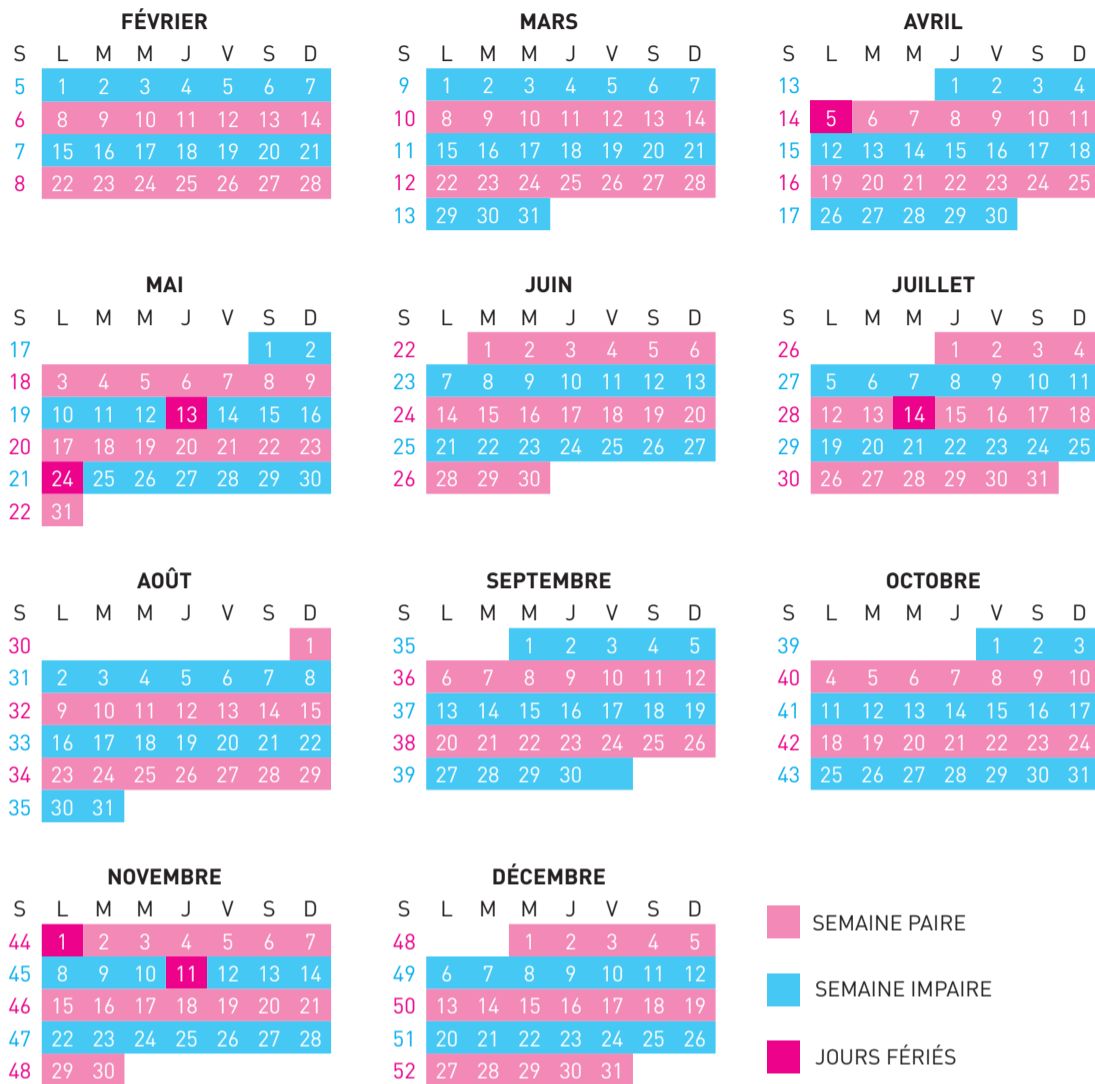 FÉVRIER
S L M M J V S D
5 1 2 3 4 5 6 7
6 8 9 10 11 12 13 14
7 15 16 17 18 19 20 21
8 22 23 24 25 26 27 28
MARS
S L M M J V S D
9 1 2 3 4 5 6 7
10 8 9 10 11 12 13 14
11 15 16 17 18 19 20 21
12 22 23 24 25 26 27 28
13 29 30 31
AVRIL
S L M M J V S D
13 1 2 3 4
14 5 6 7 8 9 10 11
15 12 13 14 15 16 17 18
16 19 20 21 22 23 24 25
17 26 27 28 29 30
MAI
S L M M J V S D
17 1 2
18 3 4 5 6 7 8 9
19 10 11 12 13 14 15 16
20 17 18 19 20 21 22 23
21 24 25 26 27 28 29 30
22 31
JUIN
S L M M J V S D
22 1 2 3 4 5 6
23 7 8 9 10 11 12 13
24 14 15 16 17 18 19 20
25 21 22 23 24 25 26 27
26 28 29 30
JUILLET
S L M M J V S D
26 1 2 3 4
27 5 6 7 8 9 10 11
28 12 13 14 15 16 17 18
29 19 20 21 22 23 24 25
30 26 27 28 29 30 31
AOÛT
S L M M J V S D
30 1
31 2 3 4 5 6 7 8
32 9 10 11 12 13 14 15
33 16 17 18 19 20 21 22
34 23 24 25 26 27 28 29
35 30 31
SEPTEMBRE
S L M M J V S D
35 1 2 3 4 5
36 6 7 8 9 10 11 12
37 13 14 15 16 17 18 19
38 20 21 22 23 24 25 26
39 27 28 29 30
OCTOBRE
S L M M J V S D
39 1 2 3
40 4 5 6 7 8 9 10
41 11 12 13 14 15 16 17
42 18 19 20 21 22 23 24
43 25 26 27 28 29 30 31
NOVEMBRE
S L M M J V S D
44 1 2 3 4 5 6 7
45 8 9 10 11 12 13 14
46 15 16 17 18 19 20 21
47 22 23 24 25 26 27 28
48 29 30
DÉCEMBRE
S L M M J V S D
48 1 2 3 4 5
49 6 7 8 9 10 11 12
50 13 14 15 16 17 18 19
51 20 21 22 23 24 25 26
52 27 28 29 30 31
SEMAINE PAIRE
SEMAINE IMPAIRE
JOURS FÉRIÉS